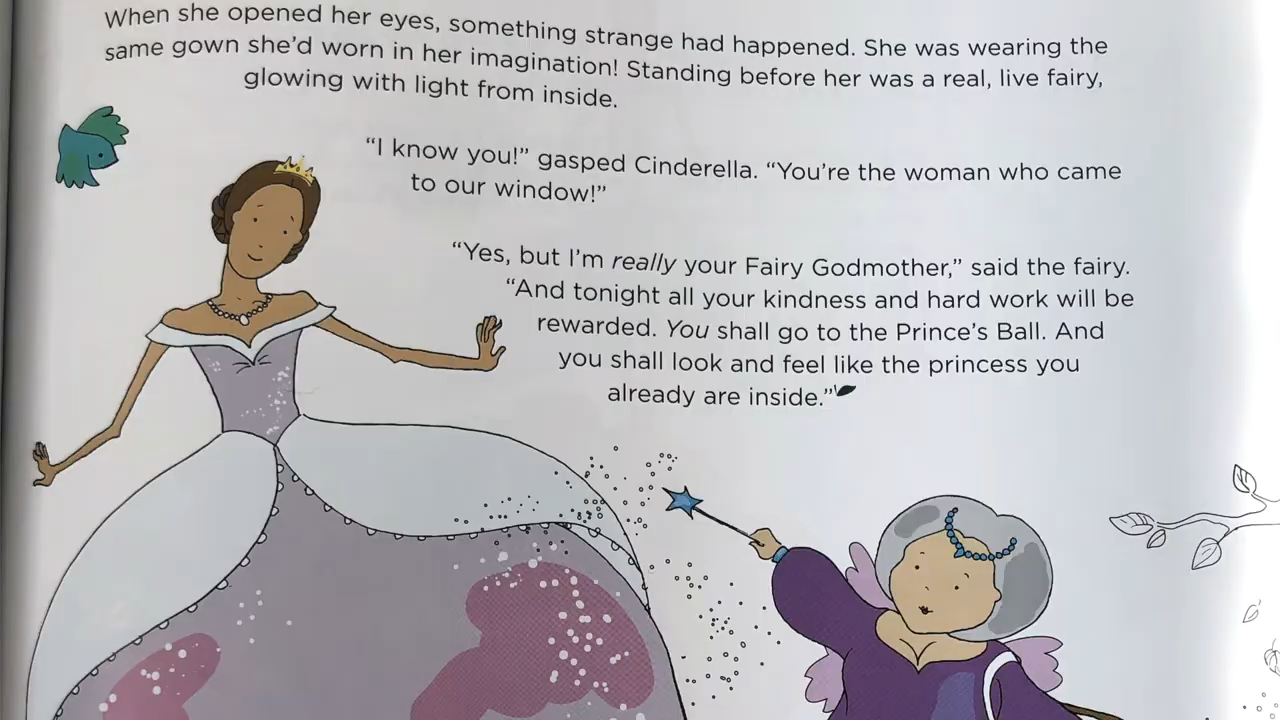 When she opened her eyes, something strange had happened. She was wearing the
same gown she’d worn in her imagination! Standing before her was a real, live fairy,
glowing with light from inside.
“I know you!” gasped Cinderella. “You’re the woman who came
to our window!”
“Yes, but I’m really your Fairy Godmother,” said the fairy.
“And tonight all your kindness and hard work will be
rewarded. You shall go to the Prince’s Ball. And
you shall look and feel like the princess you
already are inside.”